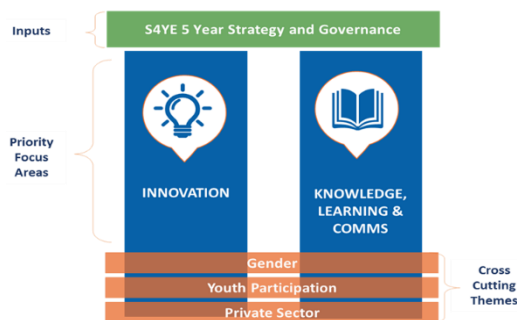 Inputs
S4YE 5 Year Strategy and Governance
Priority
Focus
Areas
INNOVATION
KNOWLEDGE,
LEARNING &
COMMS
Gender
Youth Participation
Private Sector
Cross
Cutting
Themes